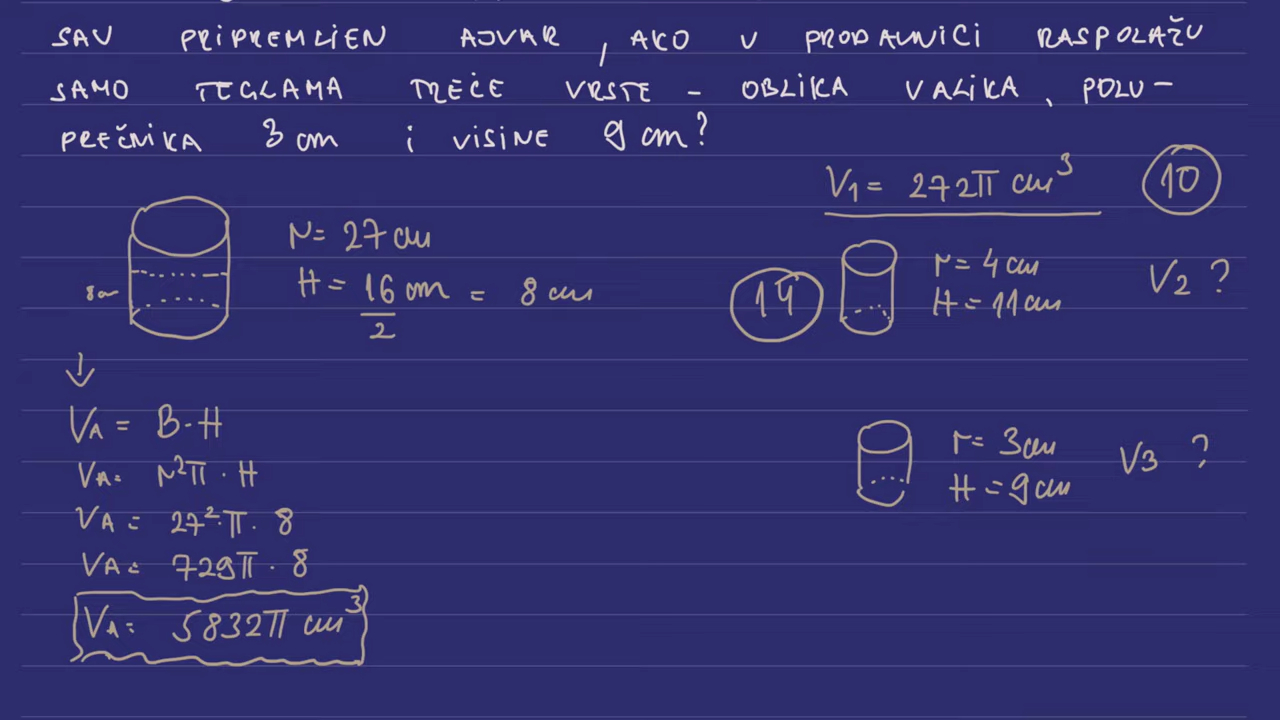 SAV PRIPREMLJEN AJVAR, AKO U PRODAVNICI RASPOLAŽU
SAMO TEGLAMA TREĆE VRSTE - OBLIKA VALJKA, POLU-
PREČNIKA 3 cm i VISINE 9 cm?
V1 = 272π cm³ 10
r = 27 cm
H = 16 cm / 2 = 8 cm
8 cm
14
r = 4 cm
H = 11 cm
V2 ?
VA = B · H
VA = r²π · H
VA = 27² · π · 8
VA = 729π · 8
VA = 5832π cm³
r = 3 cm
H = 9 cm
V3 ?